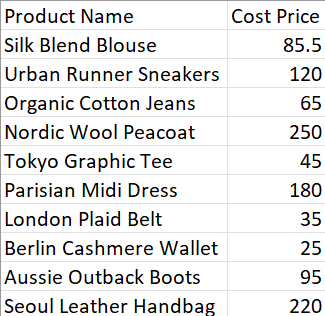 Product Name Cost Price
Silk Blend Blouse 85.5
Urban Runner Sneakers 120
Organic Cotton Jeans 65
Nordic Wool Peacoat 250
Tokyo Graphic Tee 45
Parisian Midi Dress 180
London Plaid Belt 35
Berlin Cashmere Wallet 25
Aussie Outback Boots 95
Seoul Leather Handbag 220